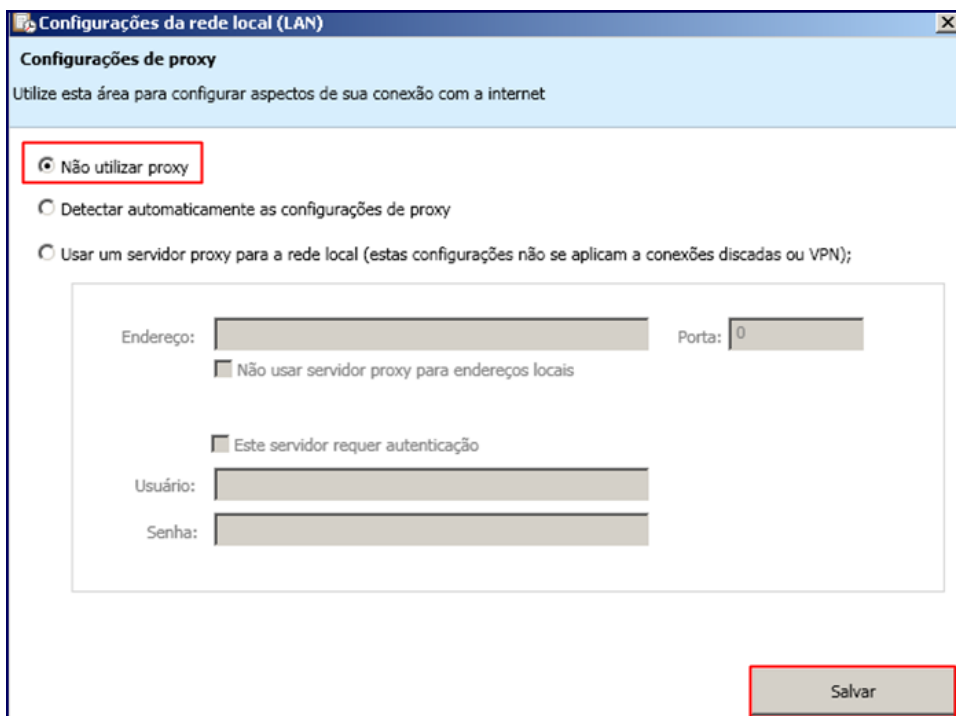 Configurações da rede local (LAN)
Configurações de proxy
Utilize esta área para configurar aspectos de sua conexão com a internet
Não utilizar proxy
Detectar automaticamente as configurações de proxy
Usar um servidor proxy para a rede local (estas configurações não se aplicam a conexões discadas ou VPN);
Endereço: Porta: 0
Não usar servidor proxy para endereços locais
Este servidor requer autenticação
Usuário:
Senha:
Salvar